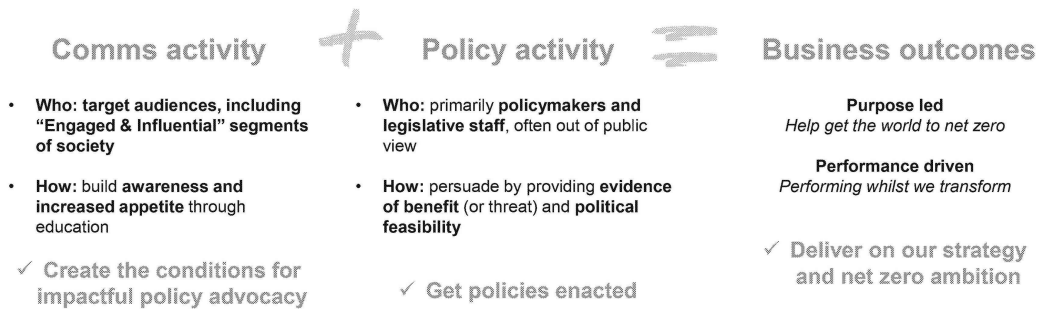 Comms activity
• Who: target audiences, including
“Engaged & Influential” segments
of society
• How: build awareness and
increased appetite through
education
✓ Create the conditions for
impactful policy advocacy
+
Policy activity
• Who: primarily policymakers and
legislative staff, often out of public
view
• How: persuade by providing evidence
of benefit (or threat) and political
feasibility
✓ Get policies enacted
=
Business outcomes
Purpose led
Help get the world to net zero
Performance driven
Performing whilst we transform
✓ Deliver on our strategy
and net zero ambition